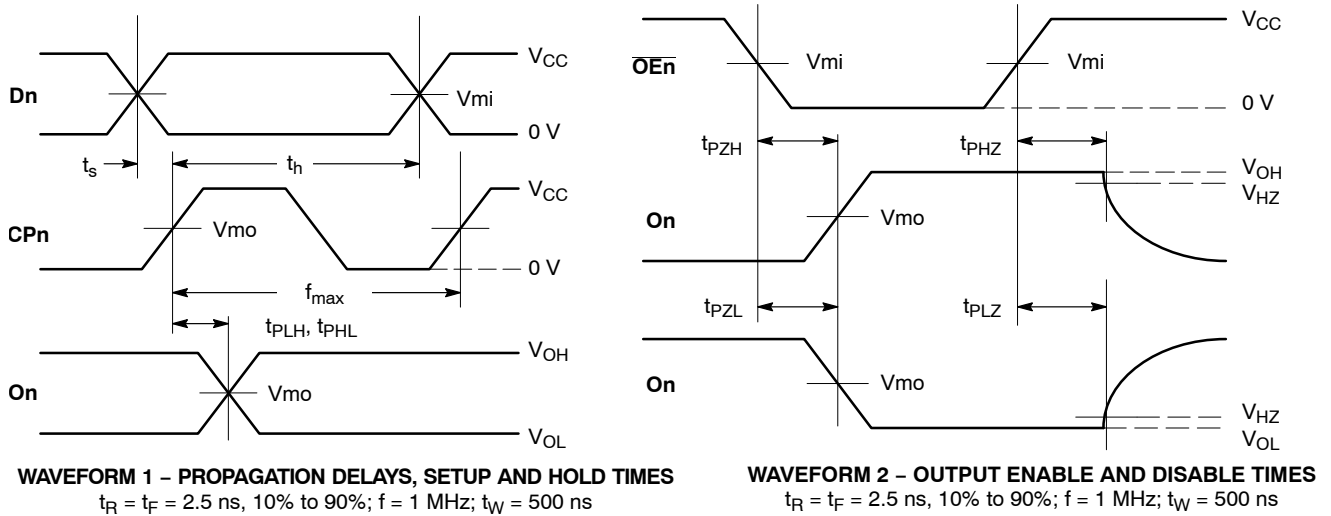 Dn
VCC
Vmi
0 V
ts
th
CPn
VCC
Vmo
0 V
fmax
tPLH, tPHL
On
VOH
Vmo
VOL
WAVEFORM 1 – PROPAGATION DELAYS, SETUP AND HOLD TIMES
tR = tF = 2.5 ns, 10% to 90%; f = 1 MHz; tW = 500 ns
OEn
VCC
Vmi
Vmi
0 V
tPZH
tPHZ
VOH
VHZ
On
Vmo
tPZL
tPLZ
On
Vmo
VHZ
VOL
WAVEFORM 2 – OUTPUT ENABLE AND DISABLE TIMES
tR = tF = 2.5 ns, 10% to 90%; f = 1 MHz; tW = 500 ns